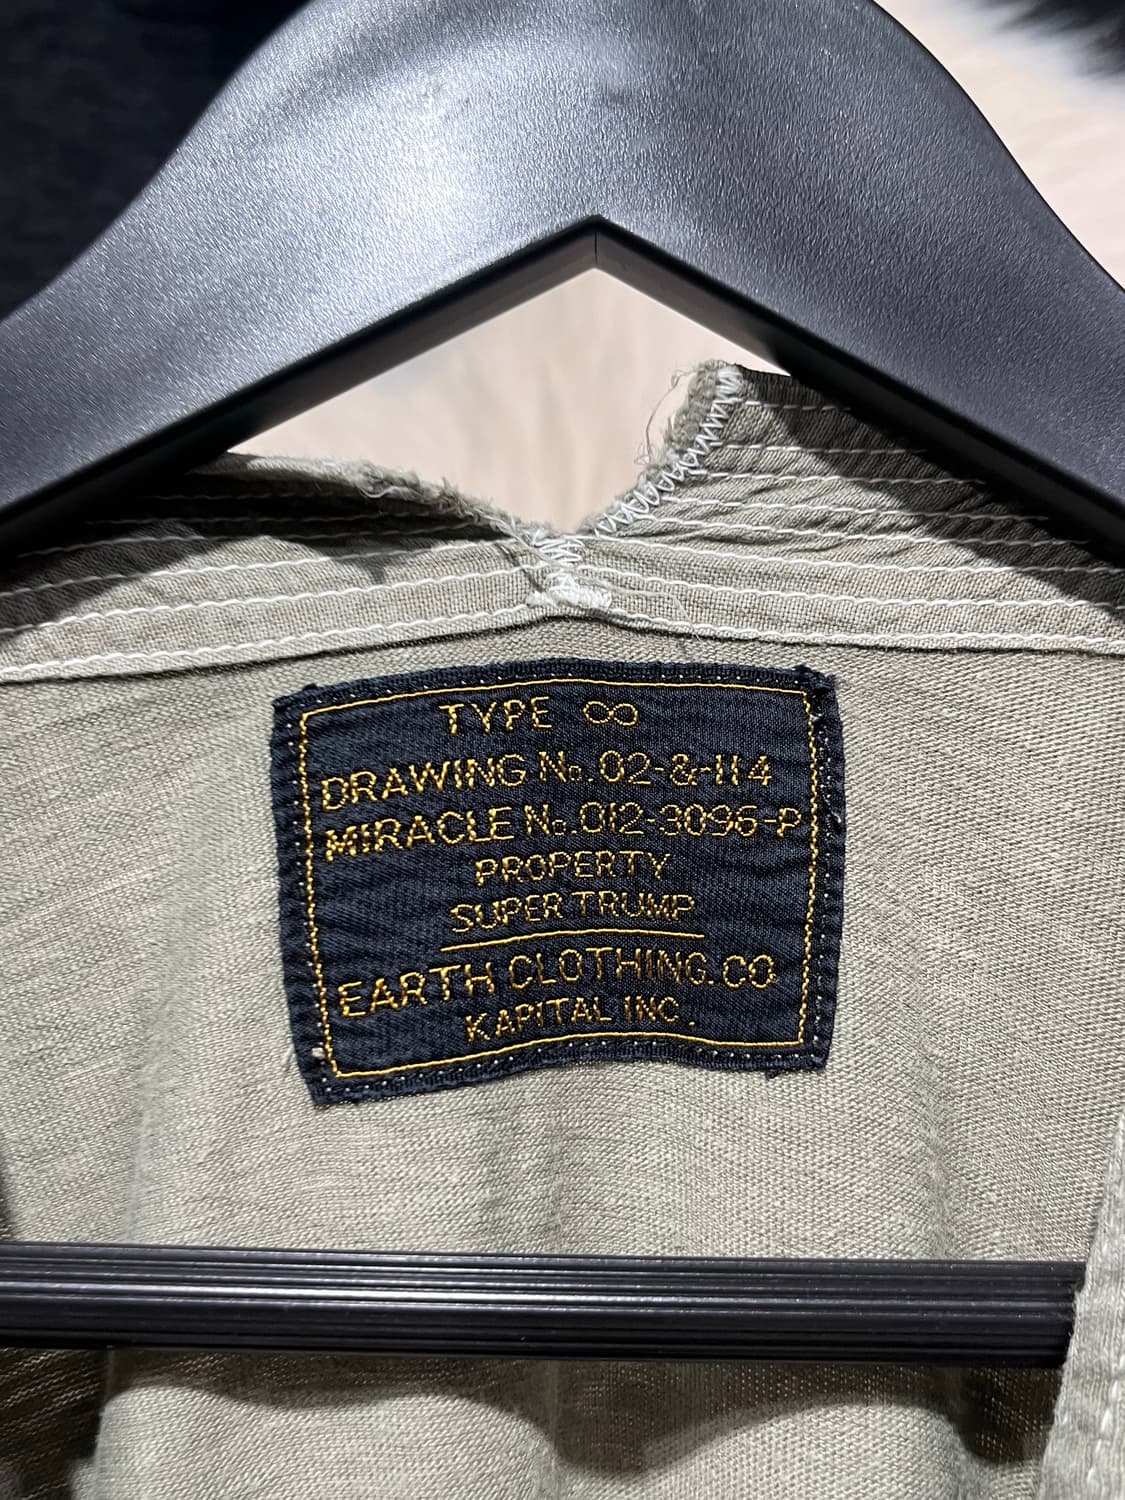 TYPE ∞
DRAWING No. 02-&-114
MIRACLE No. 012-3096-P
PROPERTY
SUPER TRUMP
EARTH CLOTHING.CO
KAPITAL INC.